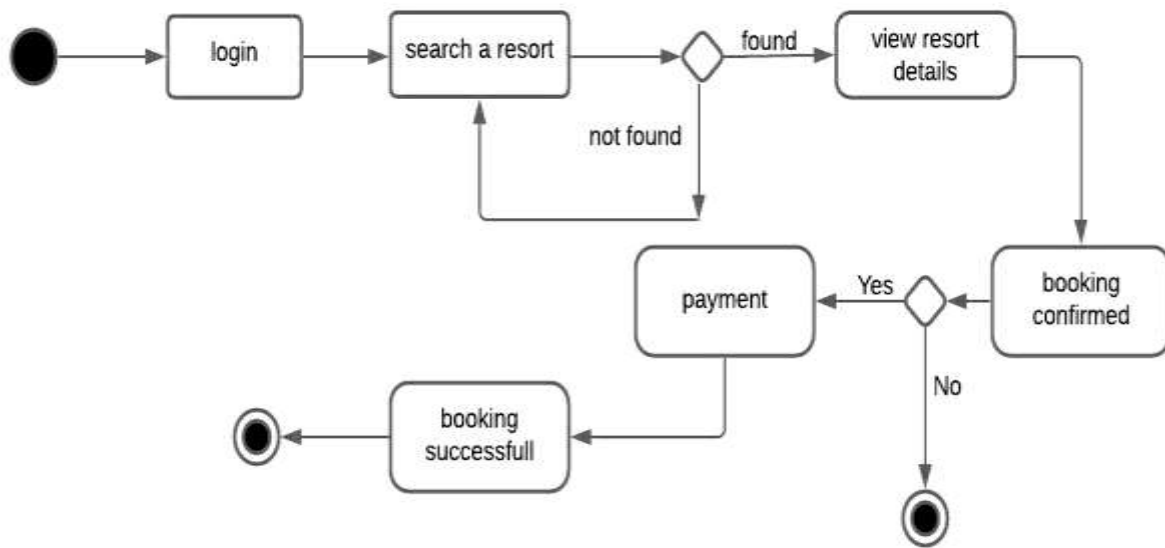 login
search a resort
found
view resort
details
not found
booking
confirmed
Yes
payment
No
booking
successfull